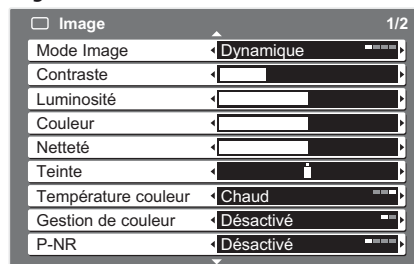 Image 1/2
Mode Image Dynamique
Contraste
Luminosité
Couleur
Netteté
Teinte
Température couleur Chaud
Gestion de couleur Désactivé
P-NR Désactivé